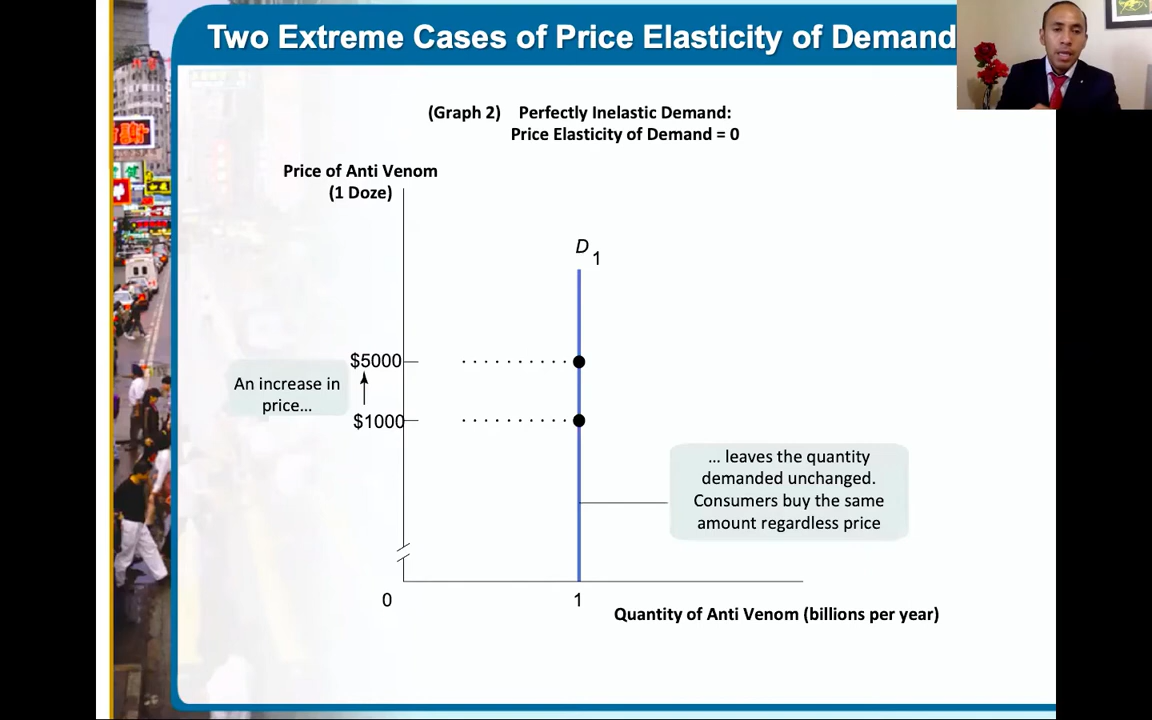 Two Extreme Cases of Price Elasticity of Demand
(Graph 2) Perfectly Inelastic Demand:
Price Elasticity of Demand = 0
Price of Anti Venom
(1 Doze)
D 1
$5000
An increase in
price...
$1000
... leaves the quantity
demanded unchanged.
Consumers buy the same
amount regardless price
0
1
Quantity of Anti Venom (billions per year)